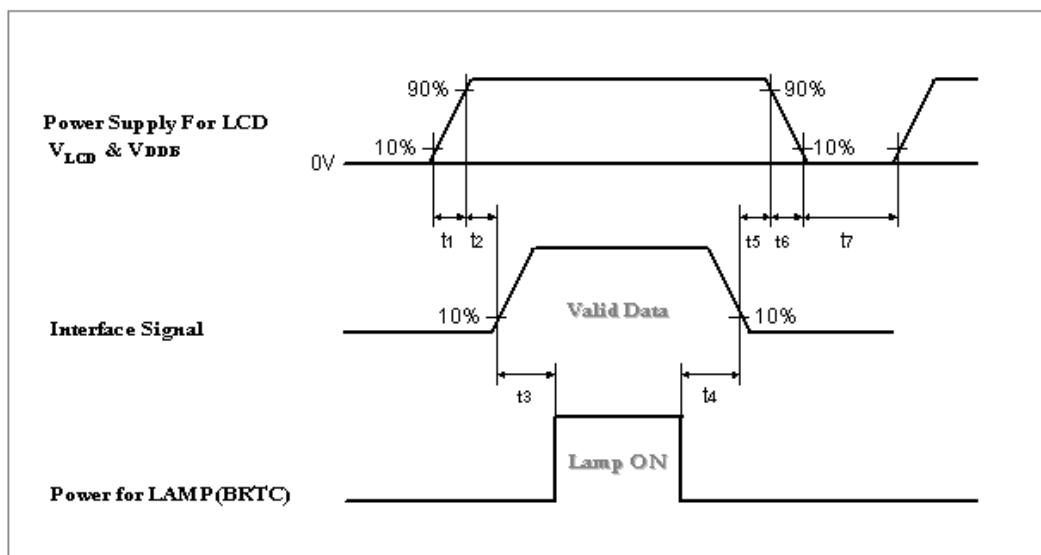 90%
90%
Power Supply For LCD
V_LCD & VDDB
10%
10%
0V
t1 t2
t5 t6 t7
Interface Signal
10%
Valid Data
10%
t3
t4
Lamp ON
Power for LAMP(BRTC)